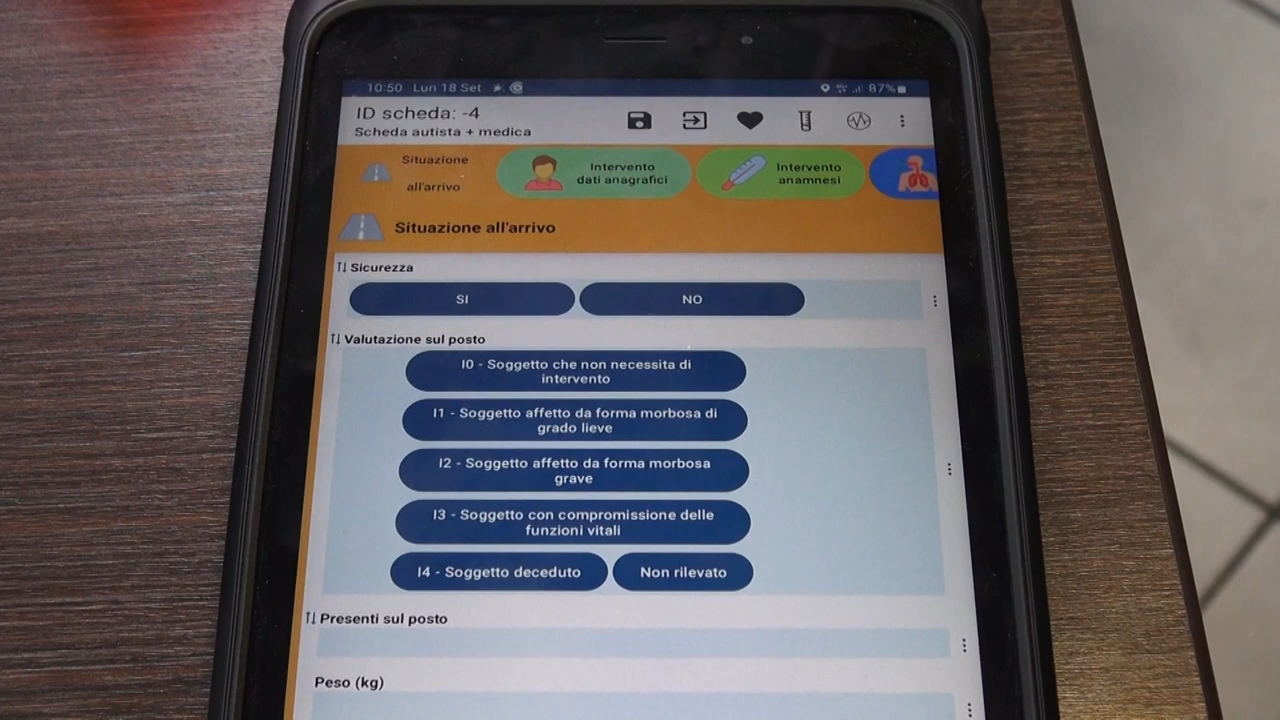 10:50 Lun 18 Set
87%
ID scheda: -4
Scheda autista + medica
Situazione
all'arrivo
Intervento
dati anagrafici
Intervento
anamnesi
Situazione all'arrivo
Sicurezza
SI
NO
Valutazione sul posto
I0 - Soggetto che non necessita di
intervento
I1 - Soggetto affetto da forma morbosa di
grado lieve
I2 - Soggetto affetto da forma morbosa
grave
I3 - Soggetto con compromissione delle
funzioni vitali
I4 - Soggetto deceduto
Non rilevato
Presenti sul posto
Peso (kg)